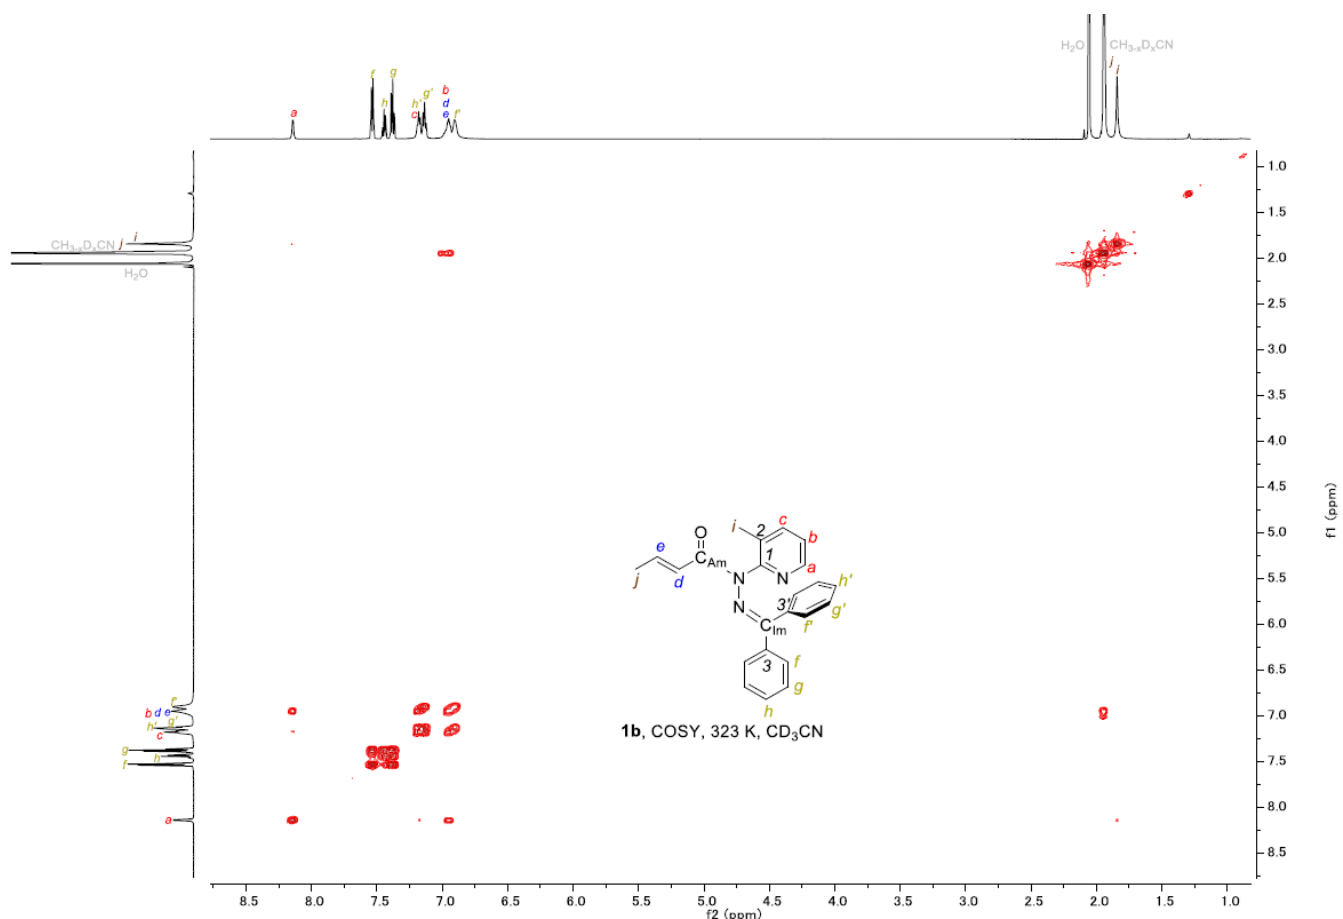 H₂O
CH₃₋ₓDₓCN
j
i
f
g
h
h'
g'
b
d
e
f'
c
a
1.0
1.5
2.0
2.5
3.0
3.5
4.0
4.5
5.0
5.5
6.0
6.5
7.0
7.5
8.0
8.5
f1 (ppm)
CH₃₋ₓDₓCN
j
i
H₂O
f'
b d e
h'
g'
c
g
h
f
a
O
e
C_Am
j
d
i
2
c
1
b
a
N
N
N
3'
h'
g'
f'
C_Im
3
f
g
h
1b, COSY, 323 K, CD₃CN
8.5 8.0 7.5 7.0 6.5 6.0 5.5 5.0 4.5 4.0 3.5 3.0 2.5 2.0 1.5 1.0
f2 (ppm)